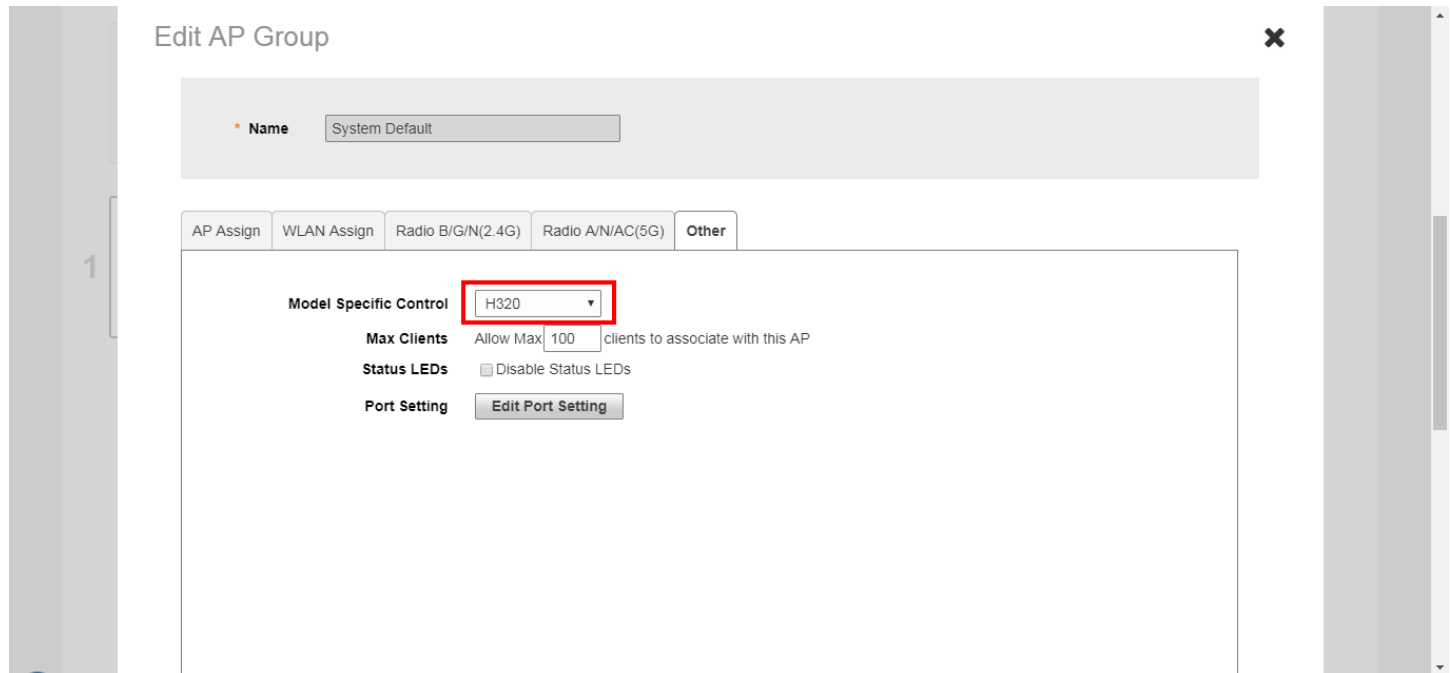 Edit AP Group
* Name System Default
AP Assign WLAN Assign Radio B/G/N(2.4G) Radio A/N/AC(5G) Other
1
Model Specific Control H320
Max Clients Allow Max 100 clients to associate with this AP
Status LEDs Disable Status LEDs
Port Setting Edit Port Setting